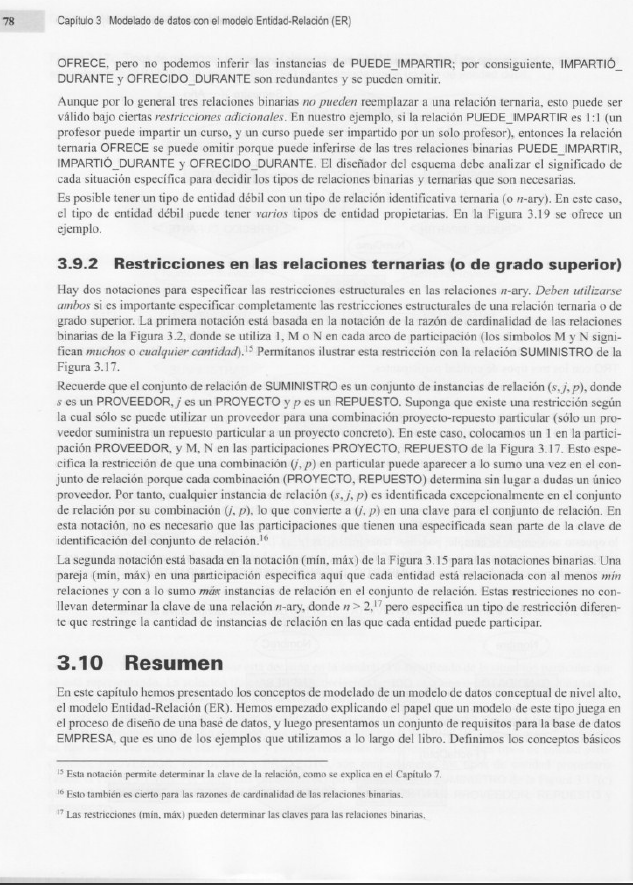 78
Capítulo 3 Modelado de datos con el modelo Entidad-Relación (ER)
OFRECE, pero no podemos inferir las instancias de PUEDE_IMPARTIR; por consiguiente, IMPARTIÓ_
DURANTE y OFRECIDO_DURANTE son redundantes y se pueden omitir.
Aunque por lo general tres relaciones binarias no pueden reemplazar a una relación ternaria, esto puede ser
válido bajo ciertas restricciones adicionales. En nuestro ejemplo, si la relación PUEDE_IMPARTIR es 1:1 (un
profesor puede impartir un curso, y un curso puede ser impartido por un solo profesor), entonces la relación
ternaria OFRECE se puede omitir porque puede inferirse de las tres relaciones binarias PUEDE_IMPARTIR,
IMPARTIÓ_DURANTE y OFRECIDO_DURANTE. El diseñador del esquema debe analizar el significado de
cada situación específica para decidir los tipos de relaciones binarias y ternarias que son necesarias.
Es posible tener un tipo de entidad débil con un tipo de relación identificativa ternaria (o n-ary). En este caso,
el tipo de entidad débil puede tener varios tipos de entidad propietarias. En la Figura 3.19 se ofrece un
ejemplo.
3.9.2 Restricciones en las relaciones ternarias (o de grado superior)
Hay dos notaciones para especificar las restricciones estructurales en las relaciones n-ary. Deben utilizarse
ambos si es importante especificar completamente las restricciones estructurales de una relación ternaria o de
grado superior. La primera notación está basada en la notación de la razón de cardinalidad de las relaciones
binarias de la Figura 3.2, donde se utiliza 1, M o N en cada arco de participación (los símbolos M y N signi-
fican muchos o cualquier cantidad).15 Permítanos ilustrar esta restricción con la relación SUMINISTRO de la
Figura 3.17.
Recuerde que el conjunto de relación de SUMINISTRO es un conjunto de instancias de relación (s, j, p), donde
s es un PROVEEDOR, j es un PROYECTO y p es un REPUESTO. Suponga que existe una restricción según
la cual sólo se puede utilizar un proveedor para una combinación proyecto-repuesto particular (sólo un pro-
veedor suministra un repuesto particular a un proyecto concreto). En este caso, colocamos un 1 en la partici-
pación PROVEEDOR, y M, N en las participaciones PROYECTO, REPUESTO de la Figura 3.17. Esto espe-
cifica la restricción de que una combinación (j, p) en particular puede aparecer a lo sumo una vez en el con-
junto de relación porque cada combinación (PROYECTO, REPUESTO) determina sin lugar a dudas un único
proveedor. Por tanto, cualquier instancia de relación (s, j, p) es identificada excepcionalmente en el conjunto
de relación por su combinación (j, p), lo que convierte a (j, p) en una clave para el conjunto de relación. En
esta notación, no es necesario que las participaciones que tienen una especificada sean parte de la clave de
identificación del conjunto de relación.16
La segunda notación está basada en la notación (mín, máx) de la Figura 3.15 para las notaciones binarias. Una
pareja (mín, máx) en una participación especifica aquí que cada entidad está relacionada con al menos mín
relaciones y con a lo sumo máx instancias de relación en el conjunto de relación. Estas restricciones no con-
llevan determinar la clave de una relación n-ary, donde n > 2,17 pero especifica un tipo de restricción diferen-
te que restringe la cantidad de instancias de relación en las que cada entidad puede participar.
3.10 Resumen
En este capítulo hemos presentado los conceptos de modelado de un modelo de datos conceptual de nivel alto,
el modelo Entidad-Relación (ER). Hemos empezado explicando el papel que un modelo de este tipo juega en
el proceso de diseño de una base de datos, y luego presentamos un conjunto de requisitos para la base de datos
EMPRESA, que es uno de los ejemplos que utilizamos a lo largo del libro. Definimos los conceptos básicos
15 Esta notación permite determinar la clave de la relación, como se explica en el Capítulo 7.
16 Esto también es cierto para las razones de cardinalidad de las relaciones binarias.
17 Las restricciones (mín, máx) pueden determinar las claves para las relaciones binarias.